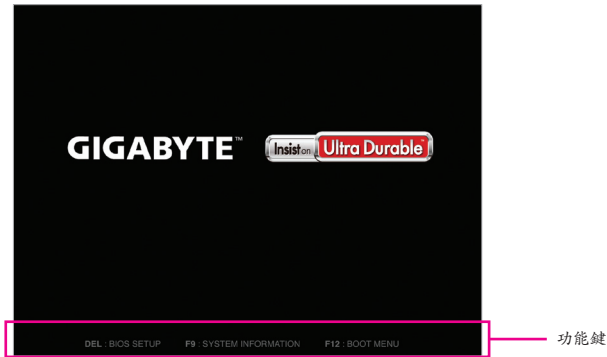 GIGABYTE™ Insist on Ultra Durable™
DEL : BIOS SETUP F9 : SYSTEM INFORMATION F12 : BOOT MENU
功能鍵